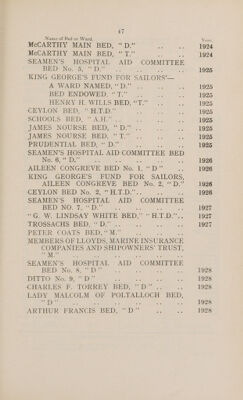 47
Name of Bed or Ward. Year.
McCARTHY MAIN BED, "D." .. .. 1924
McCARTHY MAIN BED, "T." .. .. 1924
SEAMEN'S HOSPITAL AID COMMITTEE
BED No. 5, "D." .. .. .. 1925
KING GEORGE'S FUND FOR SAILORS'—
A WARD NAMED, "D." .. .. 1925
BED ENDOWED, "T." .. .. 1925
HENRY H. WILLS BED, "T." .. 1925
CEYLON BED, "H.T.D." .. .. 1925
SCHOOLS BED, "A.H." .. .. 1925
JAMES NOURSE BED, "D." .. .. 1925
JAMES NOURSE BED, "T." .. .. 1925
PRUDENTIAL BED, "D." .. .. 1925
SEAMEN'S HOSPITAL AID COMMITTEE BED
No. 6, "D." .. .. .. 1926
AILEEN CONGREVE BED No. 1, "D" .. 1926
KING GEORGE'S FUND FOR SAILORS,
AILEEN CONGREVE BED No. 2, "D." 1926
CEYLON BED No. 2, "H.T.D." .. .. 1926
SEAMEN'S HOSPITAL AID COMMITTEE
BED NO. 7, "D." .. .. .. 1927
"G. W. LINDSAY WHITE BED," "H.T.D." .. 1927
TROSSACHS BED, "D." .. .. .. 1927
PETER COATS BED, "M."
MEMBERS OF LLOYDS, MARINE INSURANCE
COMPANIES AND SHIPOWNERS' TRUST,
"M."
SEAMEN'S HOSPITAL AID COMMITTEE
BED No. 8, "D" .. .. .. 1928
DITTO No. 9, "D" .. .. .. 1928
CHARLES F. TORREY BED, "D" .. .. 1928
LADY MALCOLM OF POLTALLOCH BED,
"D" .. .. .. .. 1928
ARTHUR FRANCIS BED, "D" .. .. 1928